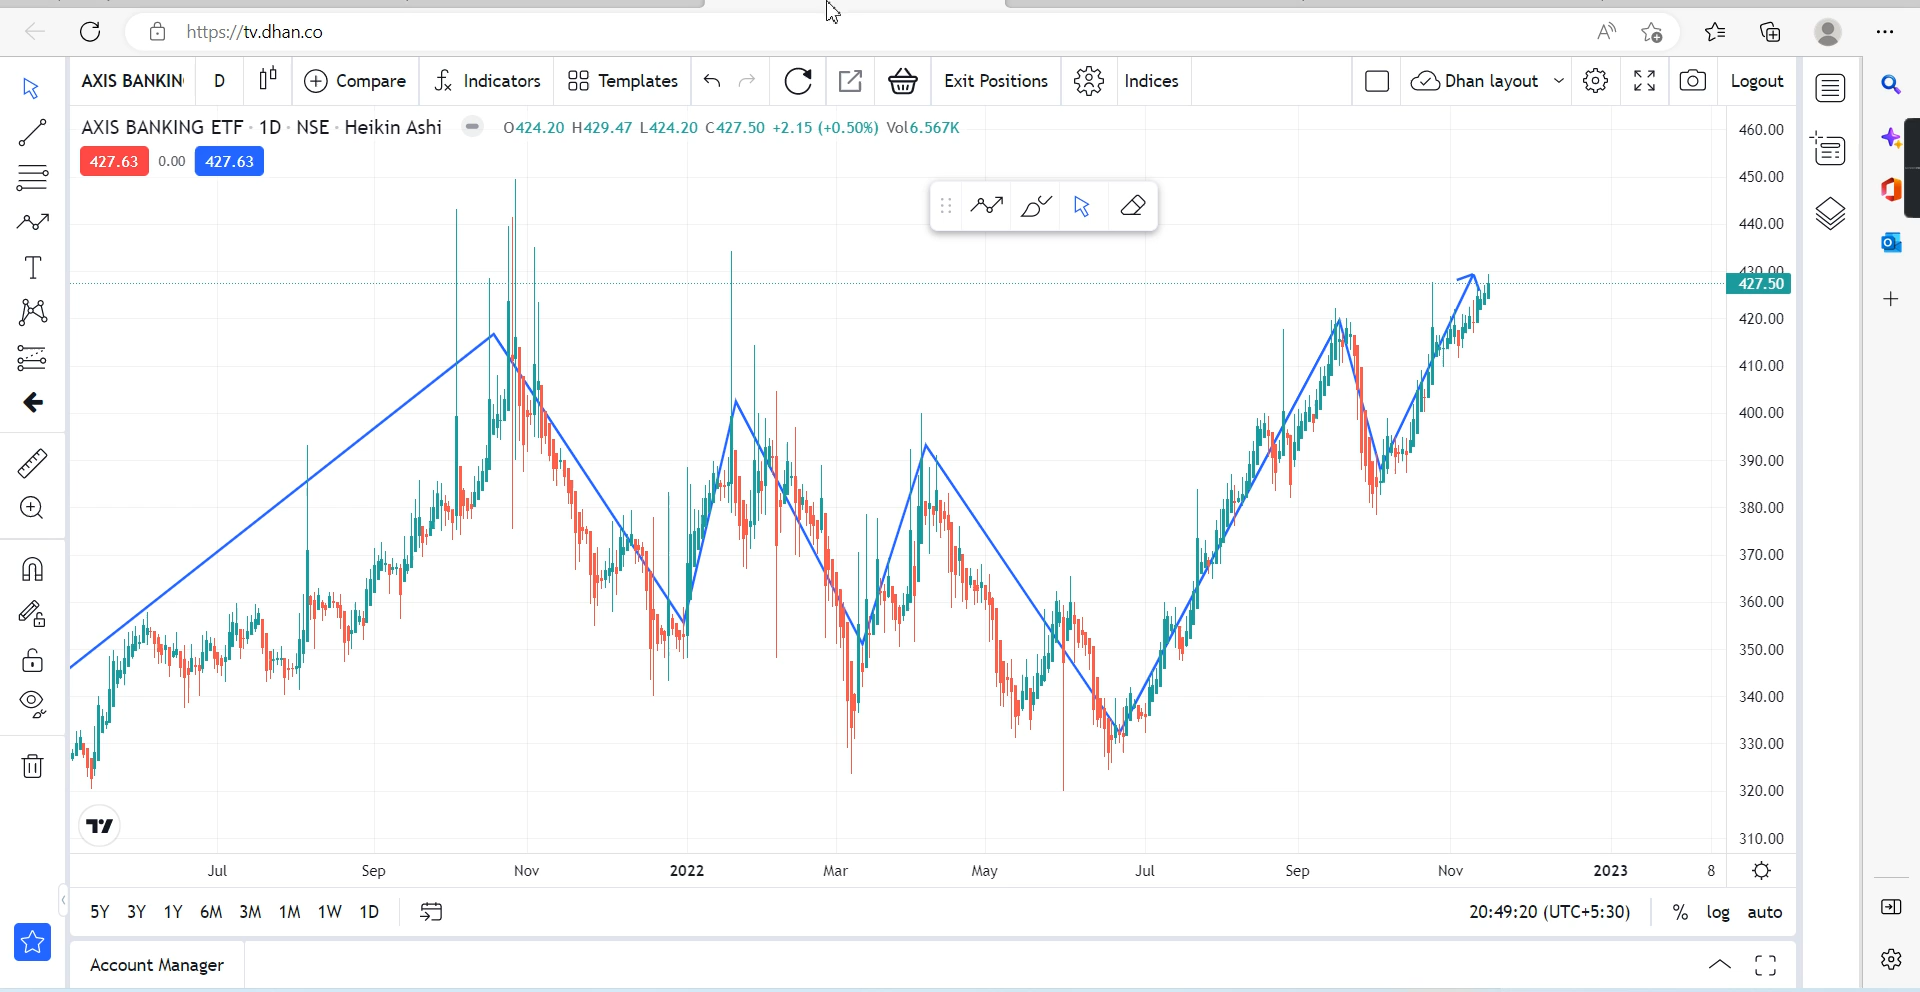 https://tv.dhan.co
AXIS BANKIN D Compare Indicators Templates Exit Positions Indices Dhan layout Logout
AXIS BANKING ETF · 1D · NSE · Heikin Ashi O424.20 H429.47 L424.20 C427.50 +2.15 (+0.50%) Vol6.567K
427.63 0.00 427.63
460.00
450.00
440.00
430.00
427.50
420.00
410.00
400.00
390.00
380.00
370.00
360.00
350.00
340.00
330.00
320.00
310.00
Jul Sep Nov 2022 Mar May Jul Sep Nov 2023 8
5Y 3Y 1Y 6M 3M 1M 1W 1D 20:49:20 (UTC+5:30) % log auto
Account Manager